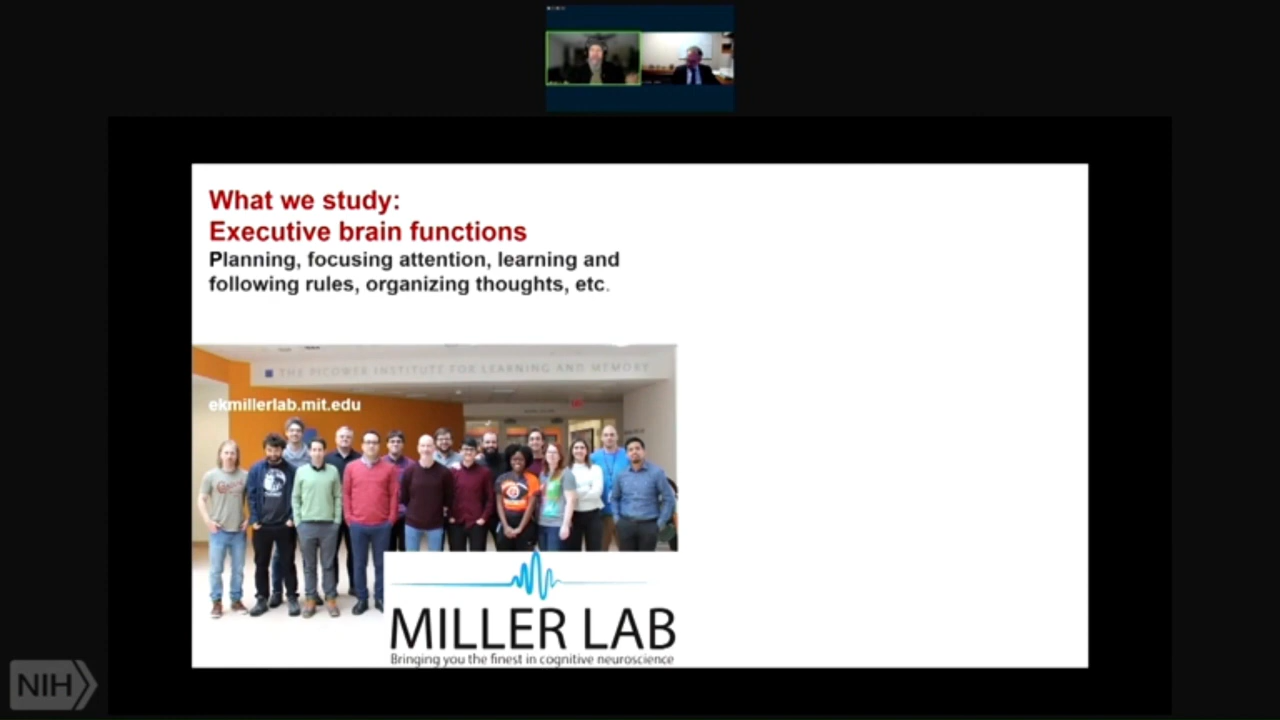 What we study:
Executive brain functions
Planning, focusing attention, learning and
following rules, organizing thoughts, etc.
THE PICOWER INSTITUTE FOR LEARNING AND MEMORY
ekmillerlab.mit.edu
MILLER LAB
Bringing you the finest in cognitive neuroscience
NIH